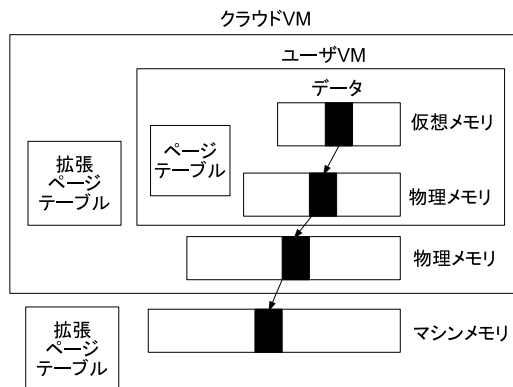 クラウドVM
ユーザVM
データ
仮想メモリ
ページ
テーブル
拡張
ページ
テーブル
物理メモリ
物理メモリ
拡張
ページ
テーブル
マシンメモリ